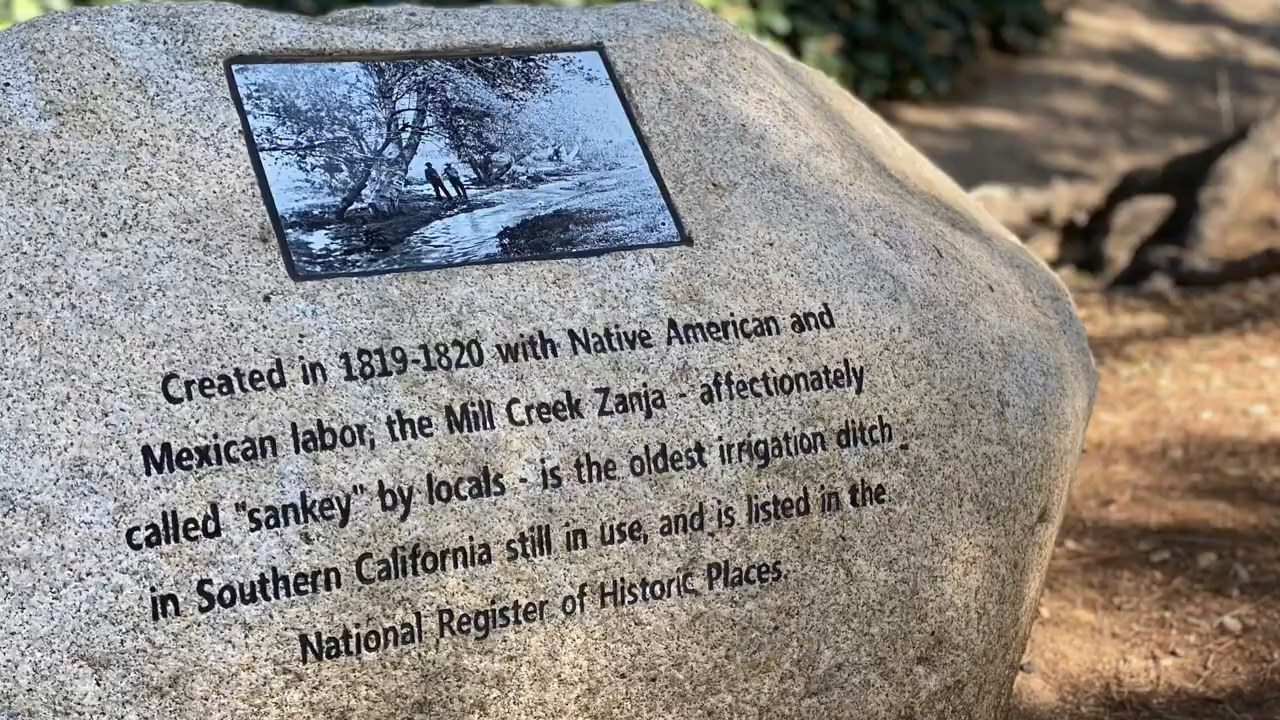 Created in 1819-1820 with Native American and
Mexican labor, the Mill Creek Zanja - affectionately
called "sankey" by locals - is the oldest irrigation ditch
in Southern California still in use, and is listed in the
National Register of Historic Places.